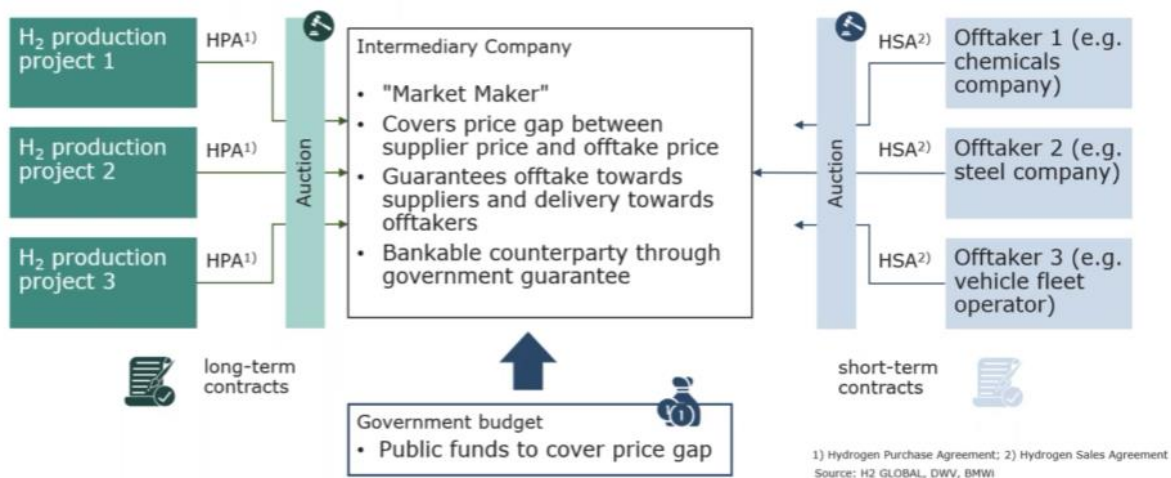 H2 production
project 1
HPA1)
H2 production
project 2
HPA1)
H2 production
project 3
HPA1)
Auction
long-term
contracts
Intermediary Company
• "Market Maker"
• Covers price gap between
supplier price and offtake price
• Guarantees offtake towards
suppliers and delivery towards
offtakers
• Bankable counterparty through
government guarantee
Government budget
• Public funds to cover price gap
1
Auction
HSA2)
Offtaker 1 (e.g.
chemicals
company)
HSA2)
Offtaker 2 (e.g.
steel company)
HSA2)
Offtaker 3 (e.g.
vehicle fleet
operator)
short-term
contracts
1) Hydrogen Purchase Agreement; 2) Hydrogen Sales Agreement
Source: H2 GLOBAL, DWV, BMWi